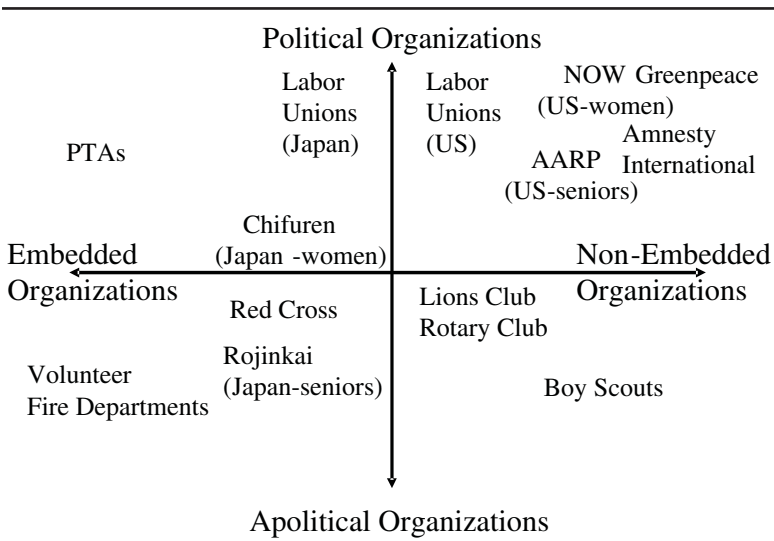 Political Organizations
Labor
Unions
(Japan)
Labor
Unions
(US)
NOW Greenpeace
(US-women)
Amnesty
International
AARP
(US-seniors)
PTAs
Chifuren
(Japan -women)
Embedded
Organizations
Non-Embedded
Organizations
Red Cross
Lions Club
Rotary Club
Rojinkai
(Japan-seniors)
Volunteer
Fire Departments
Boy Scouts
Apolitical Organizations